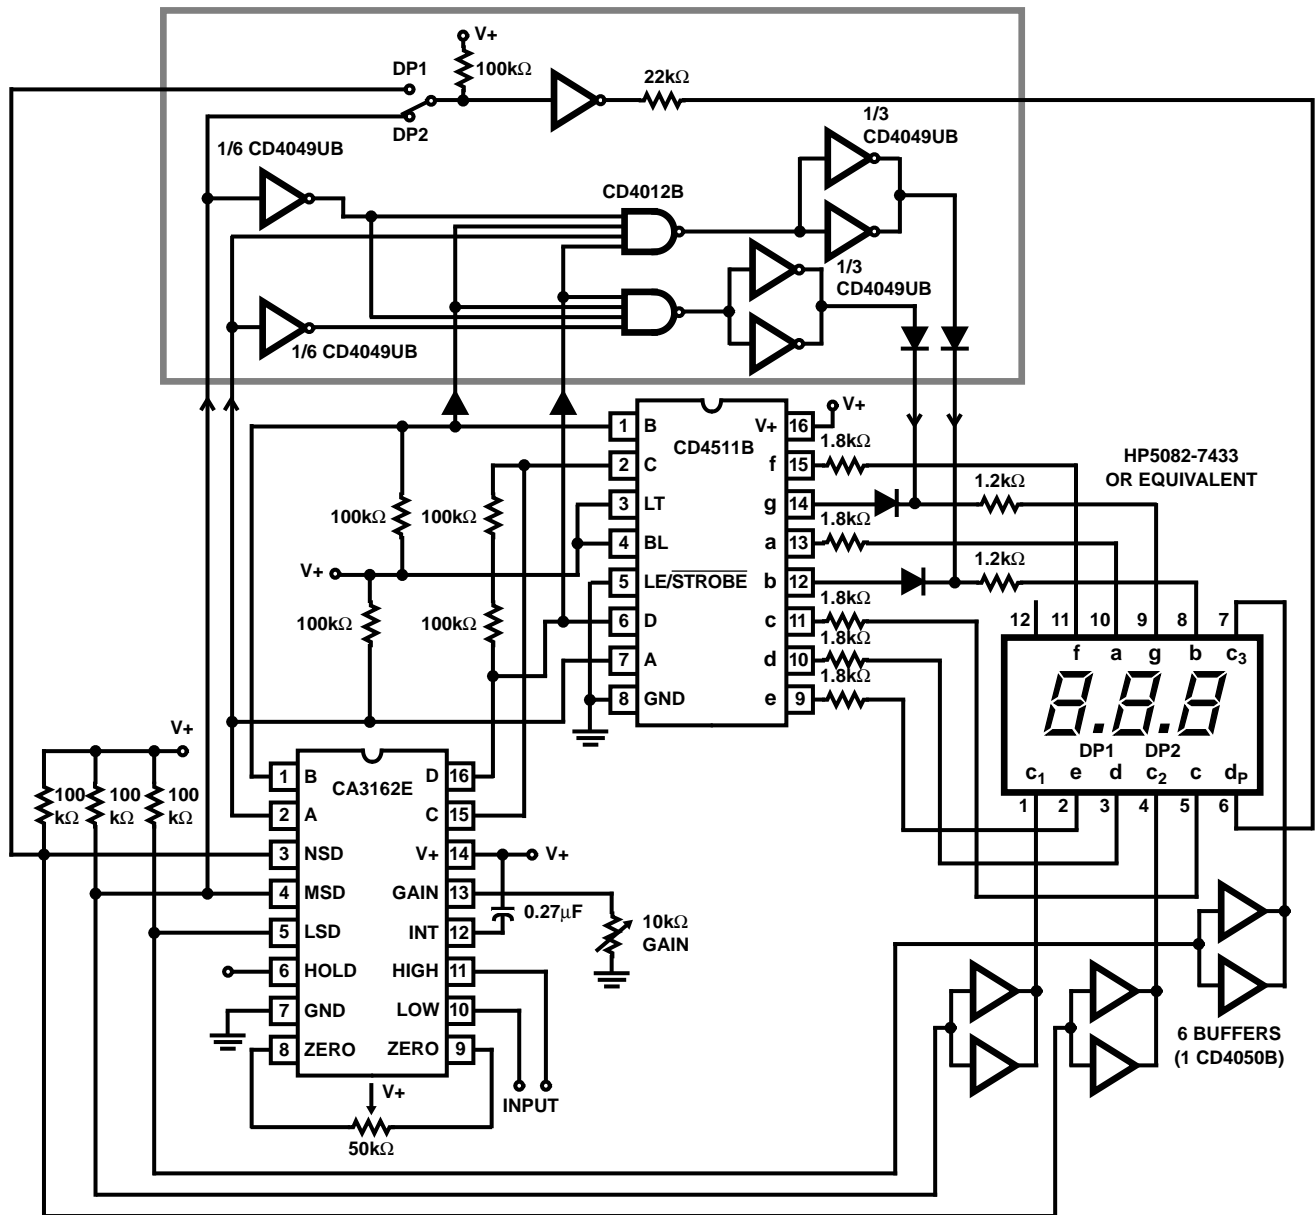 V+
100kΩ
DP1
DP2
22kΩ
1/3
CD4049UB
1/6 CD4049UB
CD4012B
1/3
CD4049UB
1/6 CD4049UB
V+
1 B
2 C
3 LT
4 BL
5 LE/STROBE
6 D
7 A
8 GND
CD4511B
V+ 16
f 15
g 14
a 13
b 12
c 11
d 10
e 9
1.8kΩ
1.8kΩ
1.8kΩ
1.8kΩ
1.8kΩ
1.2kΩ
1.2kΩ
HP5082-7433
OR EQUIVALENT
100kΩ
100kΩ
V+
100kΩ
100kΩ
12 11 10 9 8 7
f a g b c3
8.8.8
DP1 DP2
c1 e d c2 c dP
1 2 3 4 5 6
V+
100
kΩ
100
kΩ
100
kΩ
CA3162E
1 B
2 A
3 NSD
4 MSD
5 LSD
6 HOLD
7 GND
8 ZERO
D 16
C 15
V+ 14
GAIN 13
INT 12
HIGH 11
LOW 10
ZERO 9
V+
0.27µF
10kΩ
GAIN
V+
50kΩ
INPUT
6 BUFFERS
(1 CD4050B)